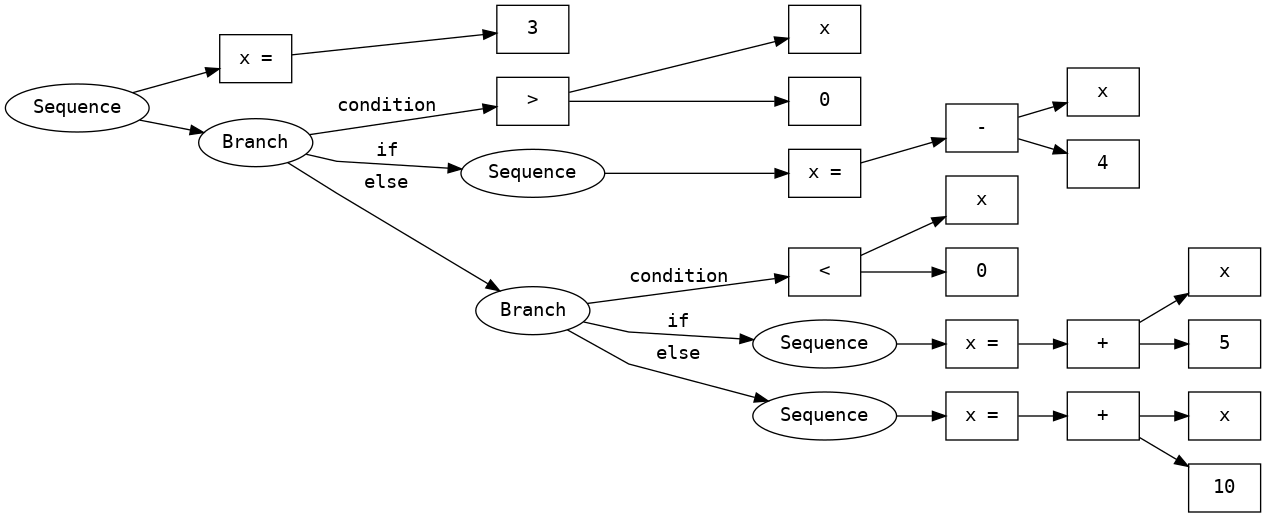 Sequence
x =
3
Branch
condition
>
x
0
if
Sequence
x =
-
x
4
else
Branch
condition
<
x
0
if
Sequence
x =
+
x
5
else
Sequence
x =
+
x
10